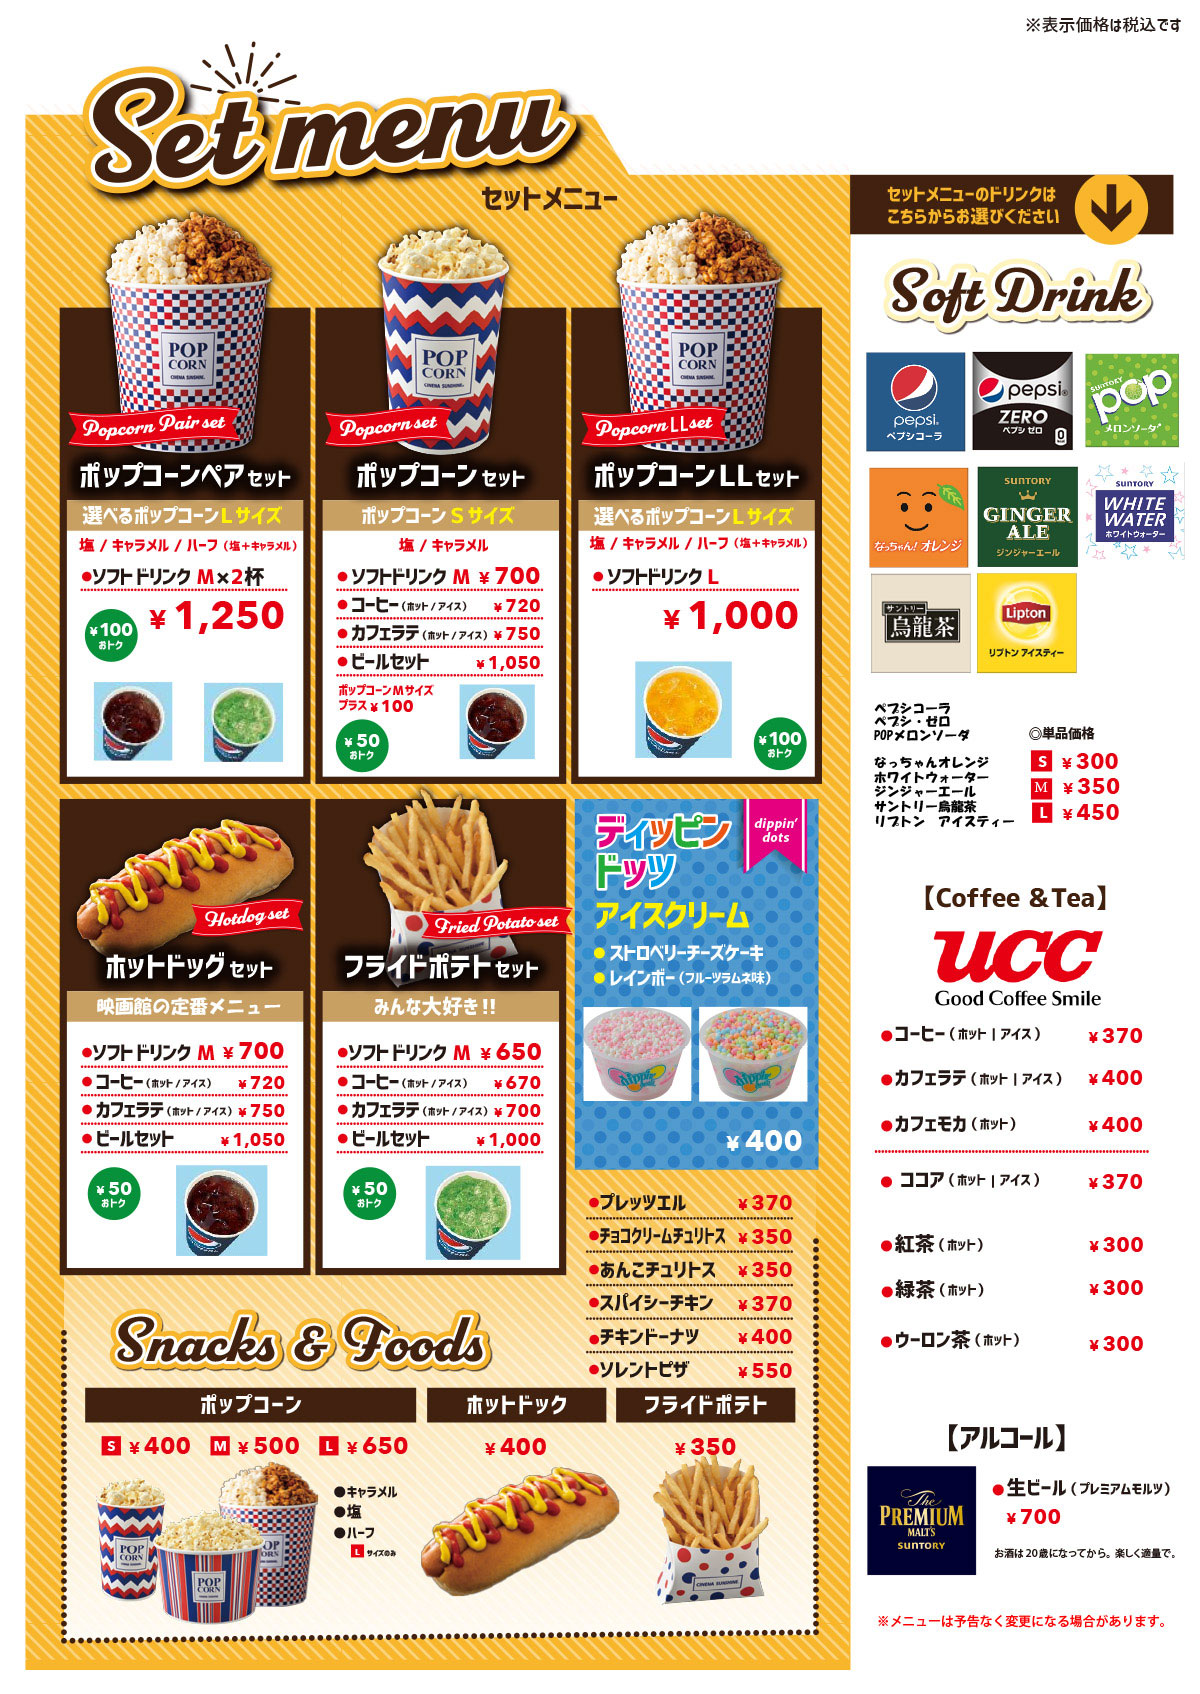 ※表示価格は税込です
Set menu
セットメニュー
セットメニューのドリンクは
こちらからお選びください
POP
CORN
CINEMA SUNSHINE.
Popcorn Pair set
ポップコーンペアセット
選べるポップコーンLサイズ
塩 / キャラメル / ハーフ（塩+キャラメル）
●ソフトドリンク M×2杯
¥1,250
¥100
おトク
POP
CORN
CINEMA SUNSHINE.
Popcorn set
ポップコーンセット
ポップコーンSサイズ
塩 / キャラメル
●ソフトドリンク M ¥700
●コーヒー（ホット / アイス） ¥720
●カフェラテ（ホット / アイス） ¥750
●ビールセット ¥1,050
ポップコーンMサイズ
プラス¥100
¥50
おトク
POP
CORN
CINEMA SUNSHINE.
Popcorn LL set
ポップコーンLLセット
選べるポップコーンLサイズ
塩 / キャラメル / ハーフ（塩+キャラメル）
●ソフトドリンク L
¥1,000
¥100
おトク
Hotdog set
ホットドッグセット
映画館の定番メニュー
●ソフトドリンク M ¥700
●コーヒー（ホット / アイス） ¥720
●カフェラテ（ホット / アイス） ¥750
●ビールセット ¥1,050
¥50
おトク
Fried Potato set
フライドポテトセット
みんな大好き!!
●ソフトドリンク M ¥650
●コーヒー（ホット / アイス） ¥670
●カフェラテ（ホット / アイス） ¥700
●ビールセット ¥1,000
¥50
おトク
ディッピン
ドッツ
dippin'
dots
アイスクリーム
●ストロベリーチーズケーキ
●レインボー（フルーツラムネ味）
¥400
●プレッツエル ¥370
●チョコクリームチュリトス ¥350
●あんこチュリトス ¥350
●スパイシーチキン ¥370
●チキンドーナツ ¥400
●ソレントピザ ¥550
Snacks & Foods
ポップコーン
S ¥400 M ¥500 L ¥650
●キャラメル
●塩
●ハーフ
L サイズのみ
POP
CORN
POP
CORN
ホットドック
¥400
フライドポテト
¥350
CINEMA SUNSHINE.
Soft Drink
pepsi.
ペプシコーラ
pepsi
ZERO
ペプシ ゼロ
SUNTORY
pop
メロンソーダ
なっちゃん! オレンジ
SUNTORY
GINGER
ALE
ジンジャーエール
SUNTORY
WHITE
WATER
ホワイトウォーター
サントリー
烏龍茶
Lipton
リプトン アイスティー
ペプシコーラ
ペプシ・ゼロ
POPメロンソーダ
なっちゃんオレンジ
ホワイトウォーター
ジンジャーエール
サントリー烏龍茶
リプトン アイスティー
◎単品価格
S ¥300
M ¥350
L ¥450
【Coffee &Tea】
UCC
Good Coffee Smile
●コーヒー（ホット | アイス） ¥370
●カフェラテ（ホット | アイス） ¥400
●カフェモカ（ホット） ¥400
● ココア（ホット | アイス） ¥370
●紅茶（ホット） ¥300
●緑茶（ホット） ¥300
●ウーロン茶（ホット） ¥300
【アルコール】
The
PREMIUM
MALT'S
SUNTORY
●生ビール（プレミアムモルツ）
¥700
お酒は20歳になってから。楽しく適量で。
※メニューは予告なく変更になる場合があります。